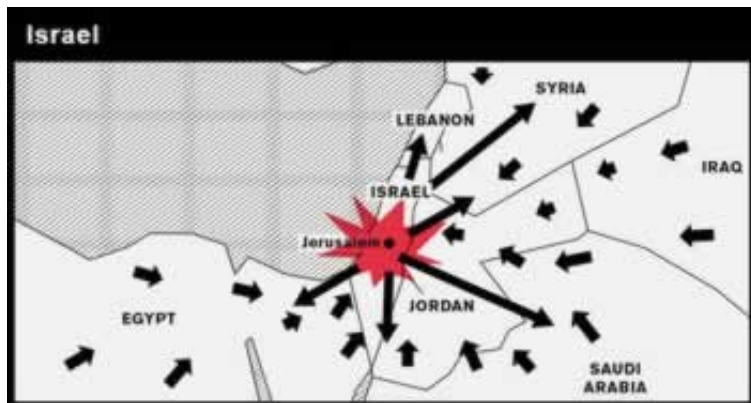 Israel
SYRIA
LEBANON
IRAQ
ISRAEL
Jerusalem
JORDAN
EGYPT
SAUDI
ARABIA